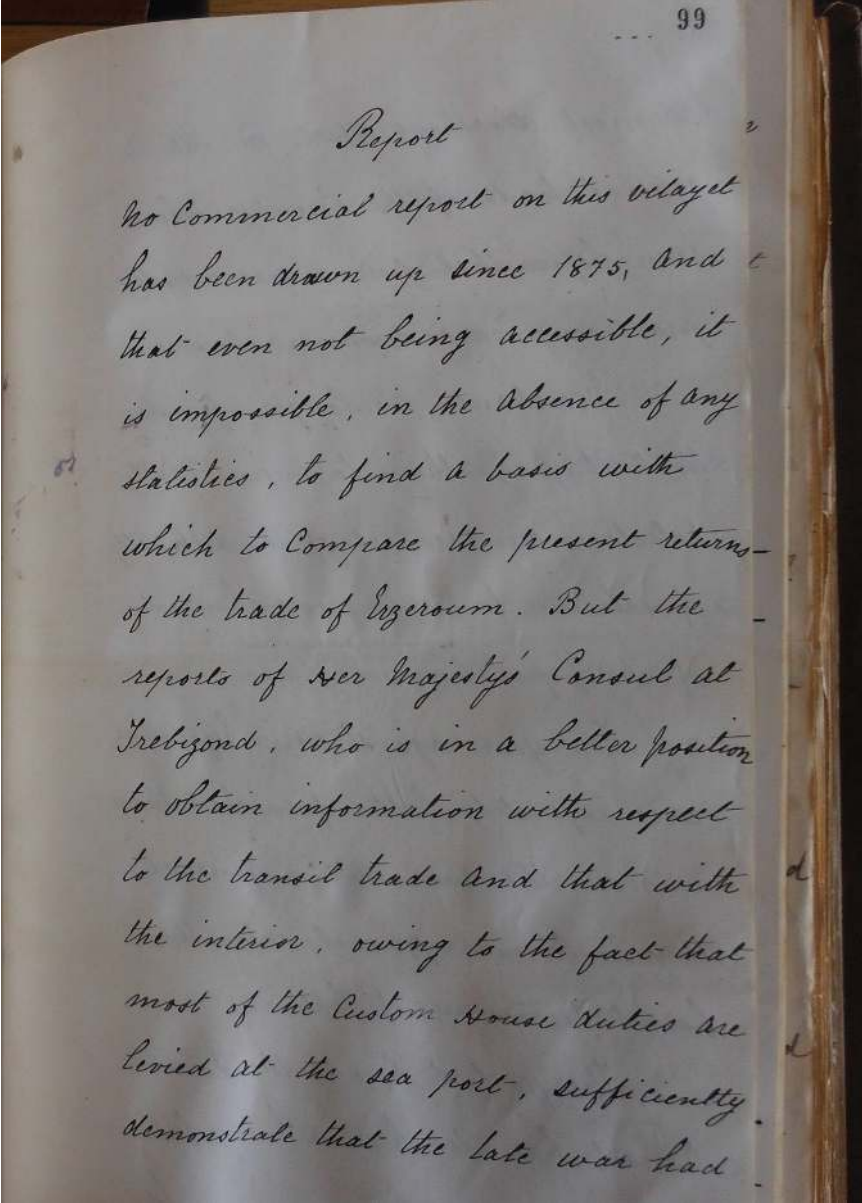 99
Report
No Commercial report on this vilayet
has been drawn up since 1875, and
that even not being accessible, it
is impossible, in the absence of any
statistics, to find a basis with
which to Compare the present returns
of the trade of Erzeroum. But the
reports of Her Majesty's Consul at
Trebizond, who is in a better position
to obtain information with respect
to the transit trade and that with
the interior, owing to the fact that
most of the Custom House duties are
levied at the sea port, sufficiently
demonstrate that the late war had